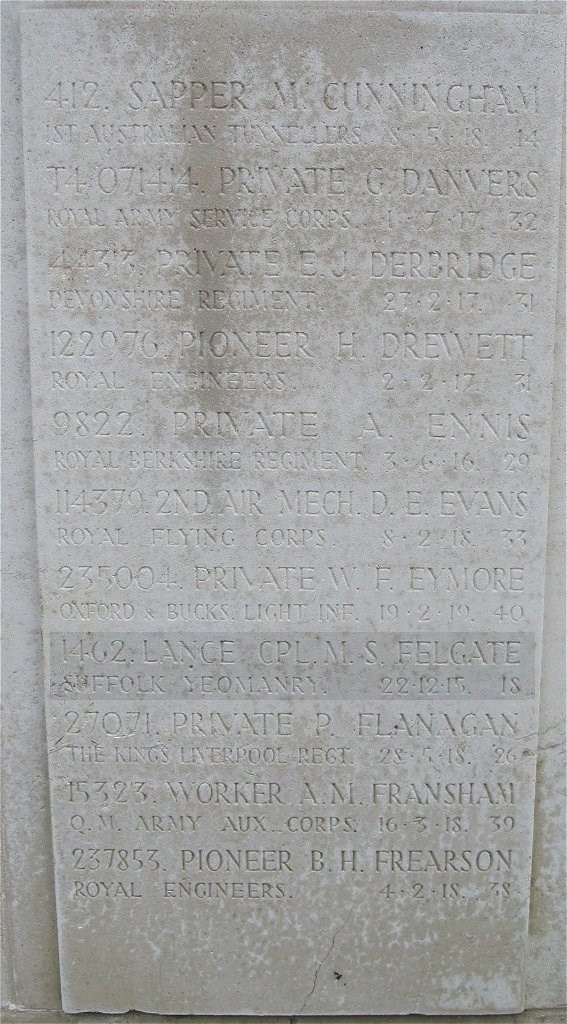 412. SAPPER M. CUNNINGHAM
1ST AUSTRALIAN TUNNELLERS. 8·5·18. 14
T4/071414. PRIVATE G. DANVERS
ROYAL ARMY SERVICE CORPS. 1·7·17. 32
44313. PRIVATE E. J. DERBRIDGE
DEVONSHIRE REGIMENT. 27·2·17. 31
122976. PIONEER H. DREWETT
ROYAL ENGINEERS. 2·2·17. 31
9822. PRIVATE A. ENNIS
ROYAL BERKSHIRE REGIMENT. 3·6·16. 29
114379. 2ND. AIR MECH. D. E. EVANS
ROYAL FLYING CORPS. 8·2·18. 33
235004. PRIVATE W. F. EYMORE
OXFORD & BUCKS. LIGHT INF. 19·2·19. 40
1462. LANCE CPL. M. S. FELGATE
SUFFOLK YEOMANRY. 22·12·15. 18
27071. PRIVATE P. FLANAGAN
THE KINGS LIVERPOOL REGT. 28·5·18. 26
15323. WORKER A. M. FRANSHAM
Q. M. ARMY AUX. CORPS. 16·3·18. 39
237853. PIONEER B. H. FREARSON
ROYAL ENGINEERS. 4·2·18. 38